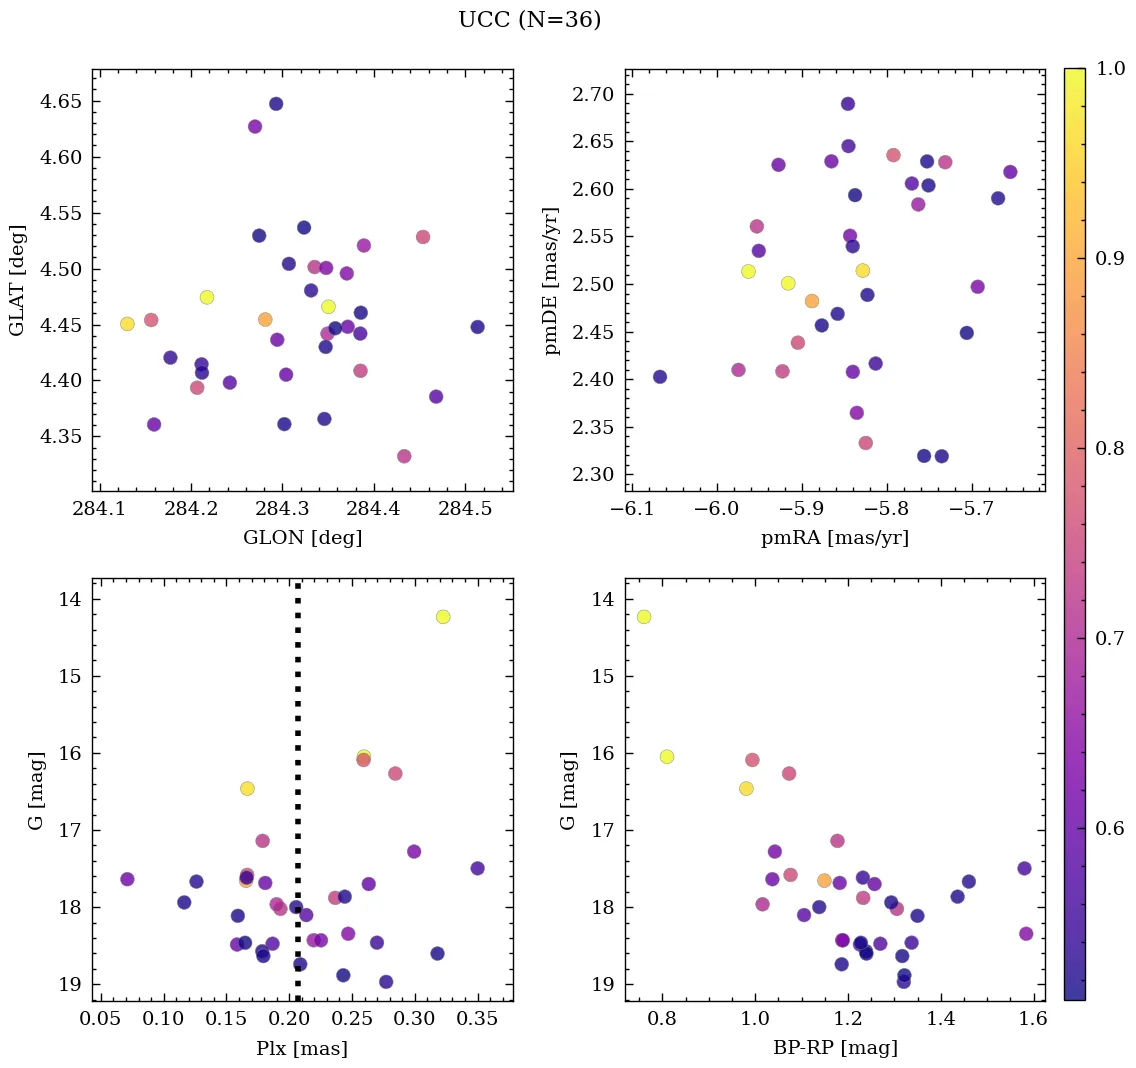 UCC (N=36)
4.65
4.60
4.55
4.50
4.45
4.40
4.35
GLAT [deg]
284.1 284.2 284.3 284.4 284.5
GLON [deg]
2.70
2.65
2.60
2.55
2.50
2.45
2.40
2.35
2.30
pmDE [mas/yr]
−6.1 −6.0 −5.9 −5.8 −5.7
pmRA [mas/yr]
1.0
0.9
0.8
0.7
0.6
14
15
16
17
18
19
G [mag]
0.05 0.10 0.15 0.20 0.25 0.30 0.35
Plx [mas]
14
15
16
17
18
19
G [mag]
0.8 1.0 1.2 1.4 1.6
BP-RP [mag]